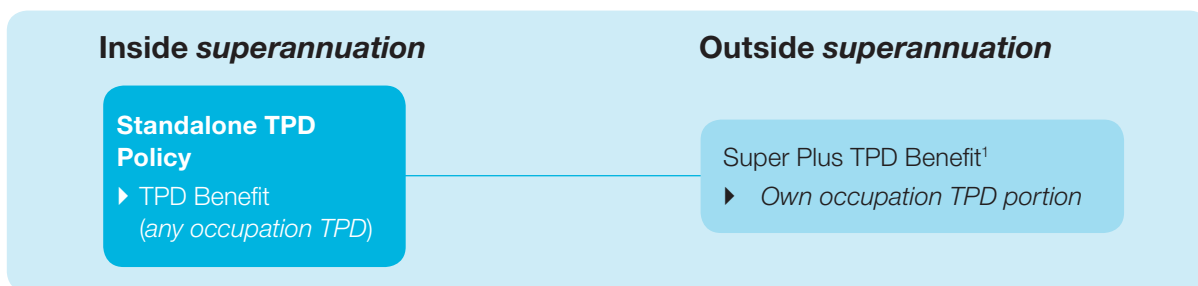 Inside superannuation
Outside superannuation
Standalone TPD
Policy
TPD Benefit
(any occupation TPD)
Super Plus TPD Benefit¹
Own occupation TPD portion